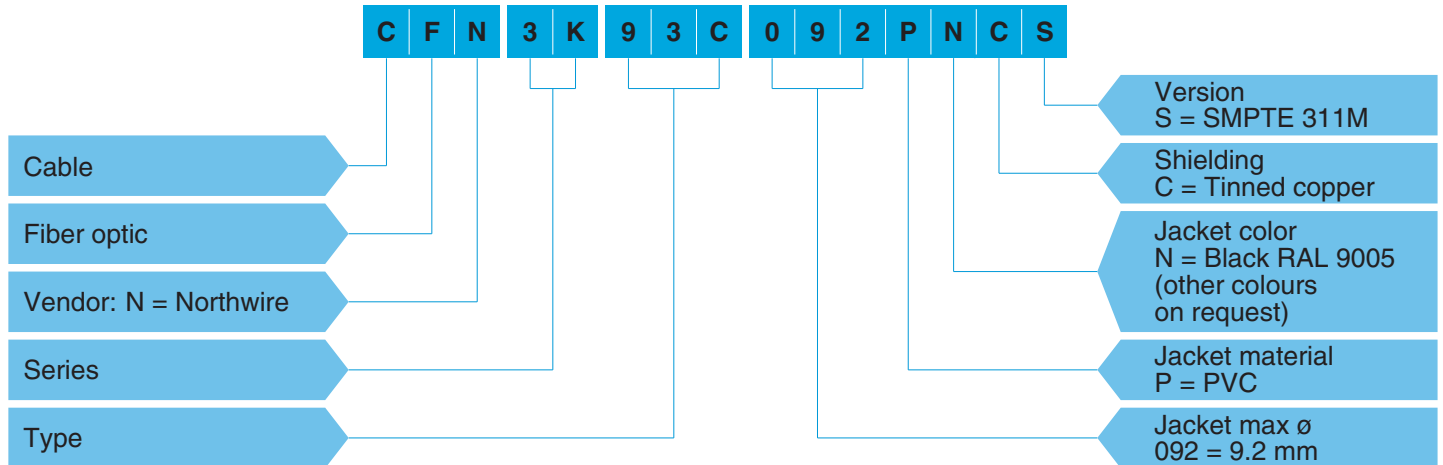 C F N 3 K 9 3 C 0 9 2 P N C S
Cable
Fiber optic
Vendor: N = Northwire
Series
Type
Version
S = SMPTE 311M
Shielding
C = Tinned copper
Jacket color
N = Black RAL 9005
(other colours
on request)
Jacket material
P = PVC
Jacket max ø
092 = 9.2 mm